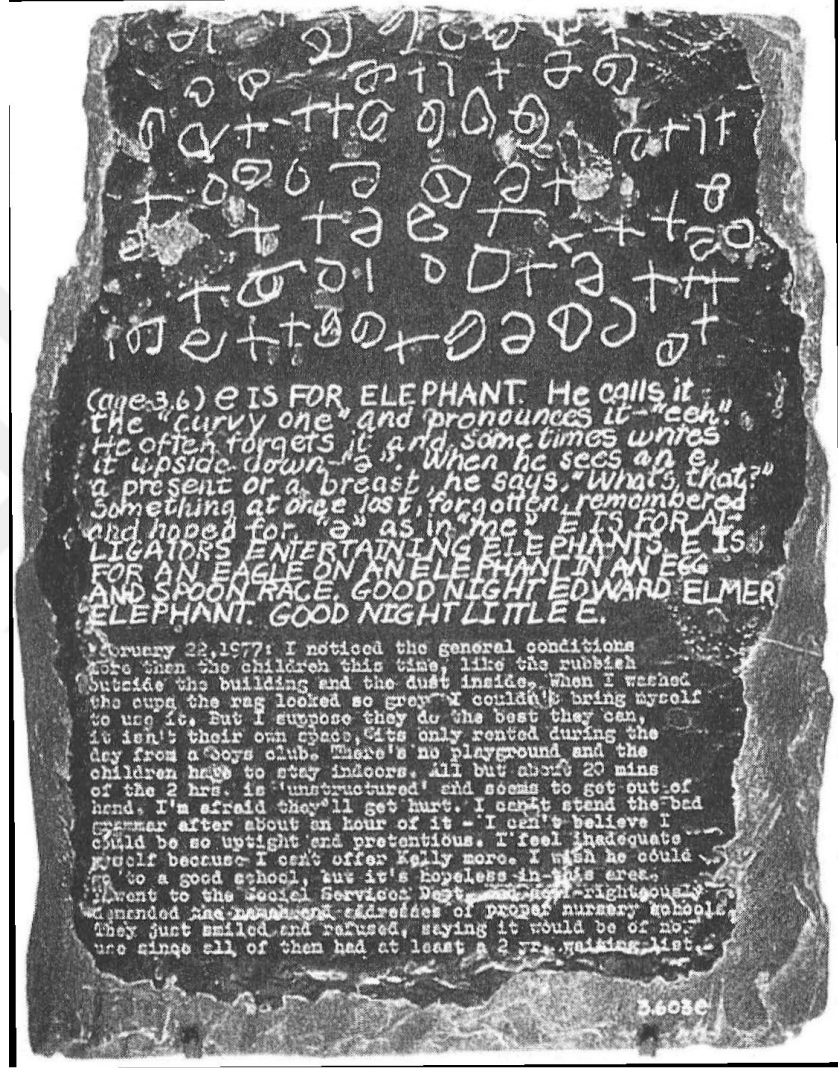 (age 3.6) e IS FOR ELEPHANT. He calls it
the "curvy one" and pronounces it - "eeh".
He often forgets it and sometimes writes
it upside down - "ə". When he sees an e,
a present or a breast, he says, "What's that?"
Something at once lost, forgotten, remembered
and hoped for, "ə" as in "me". E IS FOR AL-
LIGATORS ENTERTAINING ELEPHANTS. E IS
FOR AN EAGLE ON AN ELEPHANT IN AN EGG
AND SPOON RACE. GOOD NIGHT EDWARD ELMER
ELEPHANT. GOOD NIGHT LITTLE E.
February 22,1977: I noticed the general conditions
more than the children this time, like the rubbish
outside the building and the dust inside. When I washed
the cups the rag looked so grey I couldn't bring myself
to use it. But I suppose they do the best they can,
it isn't their own space, its only rented during the
day from a boys club. There's no playground and the
children have to stay indoors. All but about 20 mins
of the 2 hrs. is 'unstructured' and seems to get out of
hand. I'm afraid they'll get hurt. I can't stand the bad
grammar after about an hour of it - I can't believe I
could be so uptight and pretentious. I feel inadequate
myself because I cant offer Kelly more. I wish he could
go to a good school, but it's hopeless in this area.
I went to the Social Services Dept. and self-righteously
demanded the names and addresses of proper nursery schools.
They just smiled and refused, saying it would be of no
use since all of them had at least a 2 yr. waiting list.
3.603e